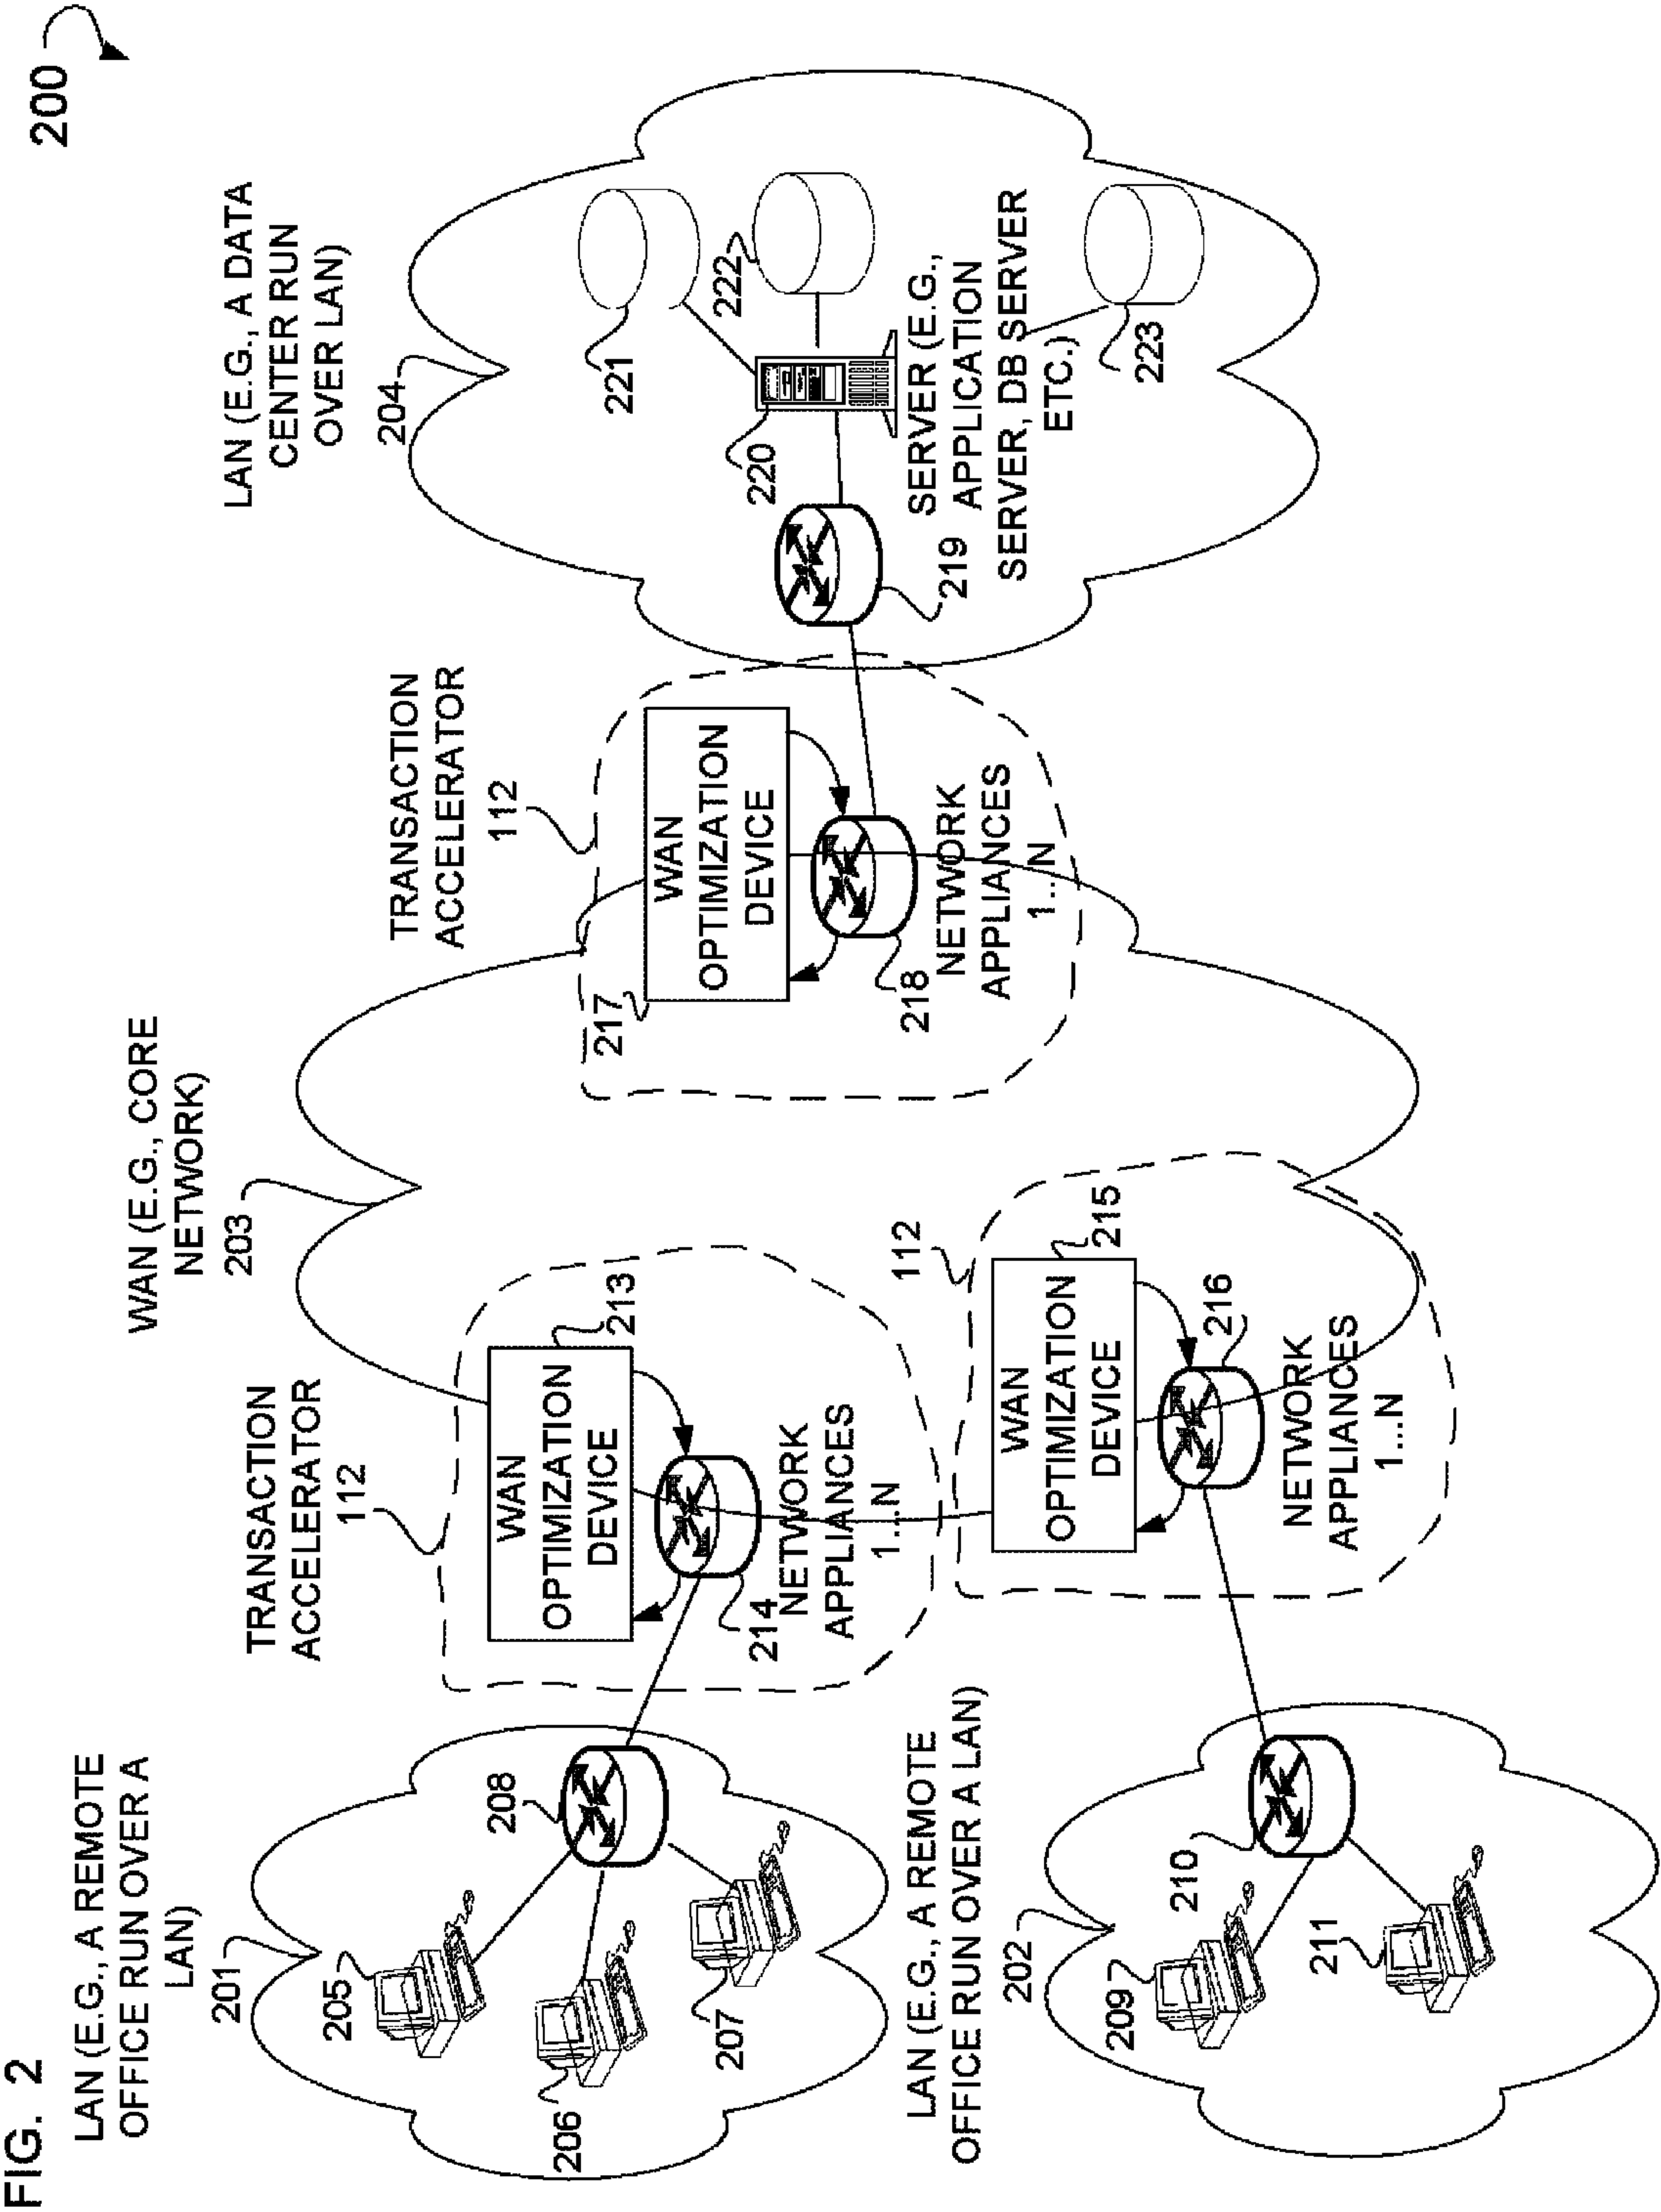 FIG. 2
200
LAN (E.G., A REMOTE
OFFICE RUN OVER A
LAN)
201
205
206
207
208
LAN (E.G., A REMOTE
OFFICE RUN OVER A LAN)
202
209
210
211
TRANSACTION
ACCELERATOR
112
WAN
OPTIMIZATION
DEVICE
213
214
NETWORK
APPLIANCES
1...N
112
WAN
OPTIMIZATION
DEVICE
215
216
NETWORK
APPLIANCES
1...N
WAN (E.G., CORE
NETWORK)
203
TRANSACTION
ACCELERATOR
112
WAN
OPTIMIZATION
DEVICE
217
218
NETWORK
APPLIANCES
1...N
LAN (E.G., A DATA
CENTER RUN
OVER LAN)
204
219
220
221
222
223
SERVER (E.G.,
APPLICATION
SERVER, DB SERVER
ETC.)